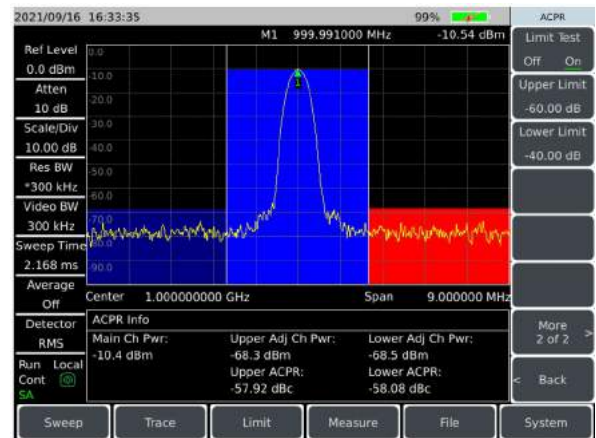 2021/09/16 16:33:35 99% ACPR
M1 999.991000 MHz -10.54 dBm
Ref Level
0.0 dBm
Atten
10 dB
Scale/Div
10.00 dB
Res BW
*300 kHz
Video BW
300 kHz
Sweep Time
2.168 ms
Average
Off
Detector
RMS
Run Local
Cont
SA
0.0
-10.0
-20.0
-30.0
-40.0
-50.0
-60.0
-70.0
-90.0
1
Center 1.000000000 GHz Span 9.000000 MHz
ACPR Info
Main Ch Pwr: Upper Adj Ch Pwr: Lower Adj Ch Pwr:
-10.4 dBm -68.3 dBm -68.5 dBm
Upper ACPR: Lower ACPR:
-57.92 dBc -58.08 dBc
Limit Test
Off On
Upper Limit
-60.00 dB
Lower Limit
-40.00 dB
More >
2 of 2
< Back
Sweep Trace Limit Measure File System